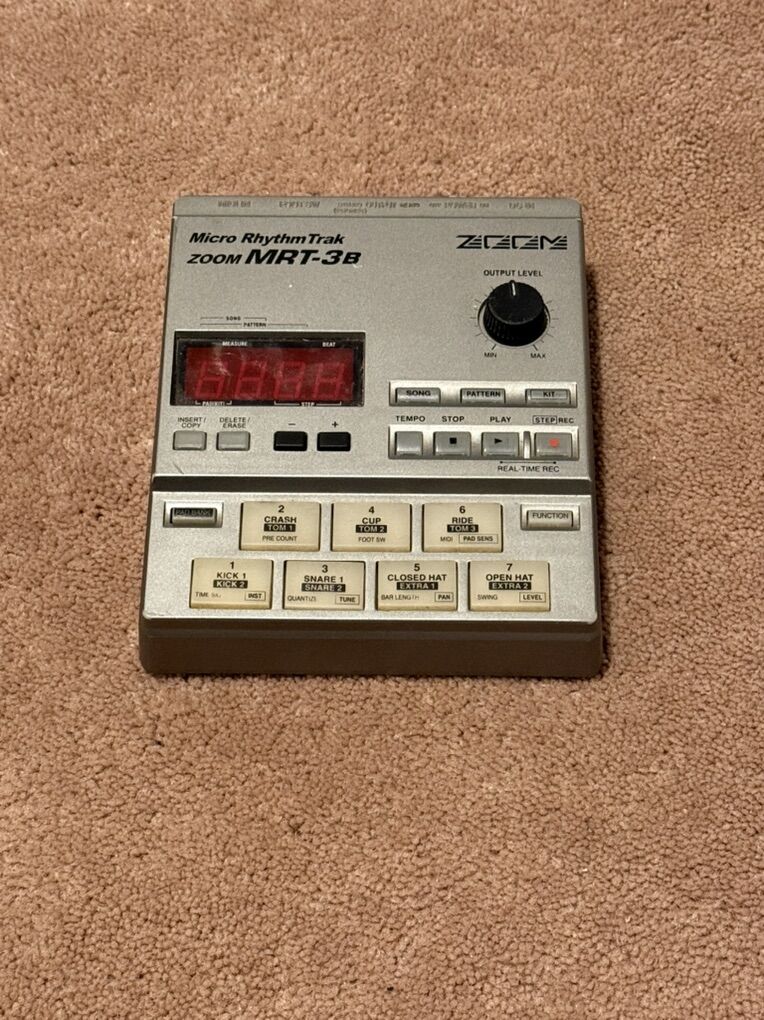 Micro RhythmTrak
ZOOM MRT-3B
ZOOM
OUTPUT LEVEL
MIN MAX
SONG
PATTERN
MEASURE BEAT
STEP
SONG PATTERN KIT
INSERT/
COPY
DELETE/
ERASE
- +
TEMPO STOP PLAY STEP REC
REAL-TIME REC
PAD BANK
2
CRASH
TOM 1
PRE COUNT
4
CUP
TOM 2
FOOT SW
6
RIDE
TOM 3
MIDI PAD SENS
FUNCTION
1
KICK 1
KICK 2
TIME SIG INST
3
SNARE 1
SNARE 2
QUANTIZE TUNE
5
CLOSED HAT
EXTRA 1
BAR LENGTH PAN
7
OPEN HAT
EXTRA 2
SWING LEVEL